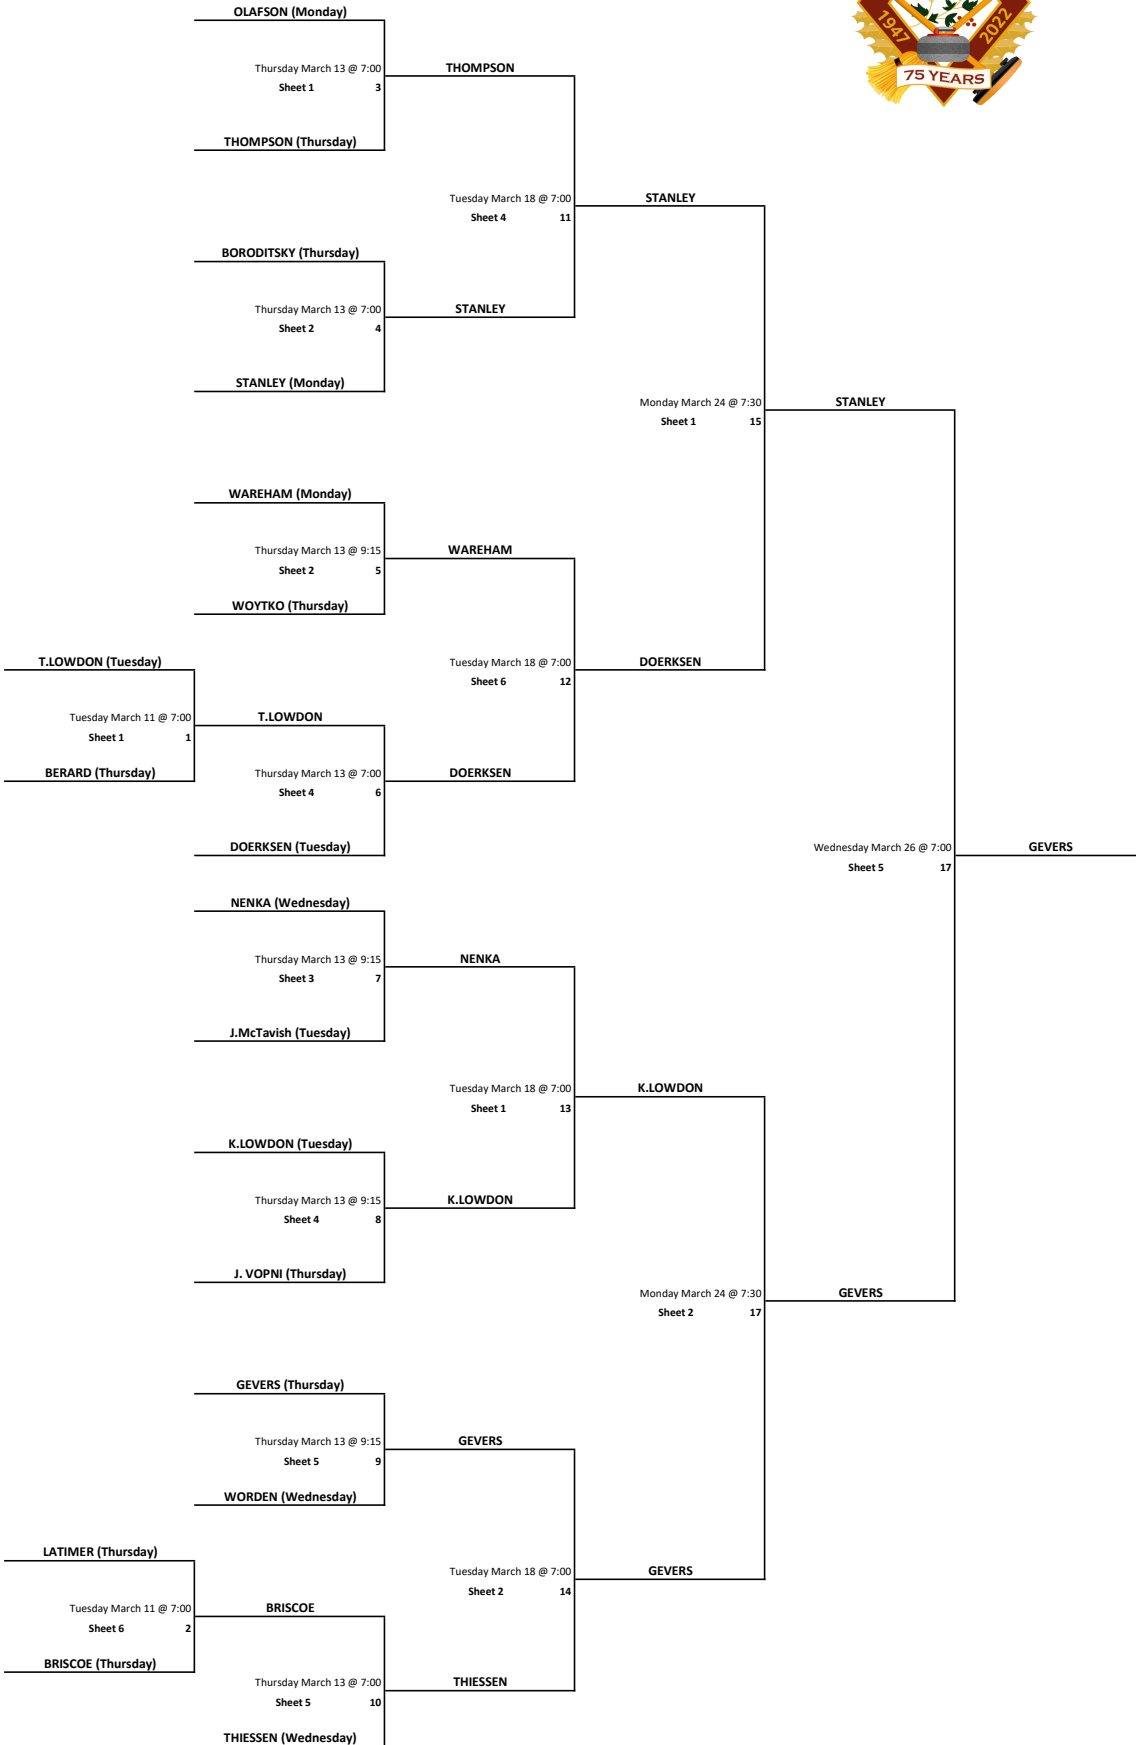 OLAFSON (Monday)
1947
2022
75 YEARS
Thursday March 13 @ 7:00
THOMPSON
Sheet 1 3
THOMPSON (Thursday)
Tuesday March 18 @ 7:00
STANLEY
Sheet 4 11
BORODITSKY (Thursday)
Thursday March 13 @ 7:00
STANLEY
Sheet 2 4
STANLEY (Monday)
Monday March 24 @ 7:30
STANLEY
Sheet 1 15
WAREHAM (Monday)
Thursday March 13 @ 9:15
WAREHAM
Sheet 2 5
WOYTKO (Thursday)
T.LOWDON (Tuesday)
Tuesday March 18 @ 7:00
DOERKSEN
Sheet 6 12
Tuesday March 11 @ 7:00
T.LOWDON
Sheet 1 1
BERARD (Thursday)
Thursday March 13 @ 7:00
DOERKSEN
Sheet 4 6
DOERKSEN (Tuesday)
Wednesday March 26 @ 7:00
GEVERS
Sheet 5 17
NENKA (Wednesday)
Thursday March 13 @ 9:15
NENKA
Sheet 3 7
J.McTavish (Tuesday)
Tuesday March 18 @ 7:00
K.LOWDON
Sheet 1 13
K.LOWDON (Tuesday)
Thursday March 13 @ 9:15
K.LOWDON
Sheet 4 8
J. VOPNI (Thursday)
Monday March 24 @ 7:30
GEVERS
Sheet 2 17
GEVERS (Thursday)
Thursday March 13 @ 9:15
GEVERS
Sheet 5 9
WORDEN (Wednesday)
LATIMER (Thursday)
Tuesday March 18 @ 7:00
GEVERS
Sheet 2 14
Tuesday March 11 @ 7:00
BRISCOE
Sheet 6 2
BRISCOE (Thursday)
Thursday March 13 @ 7:00
THIESSEN
Sheet 5 10
THIESSEN (Wednesday)